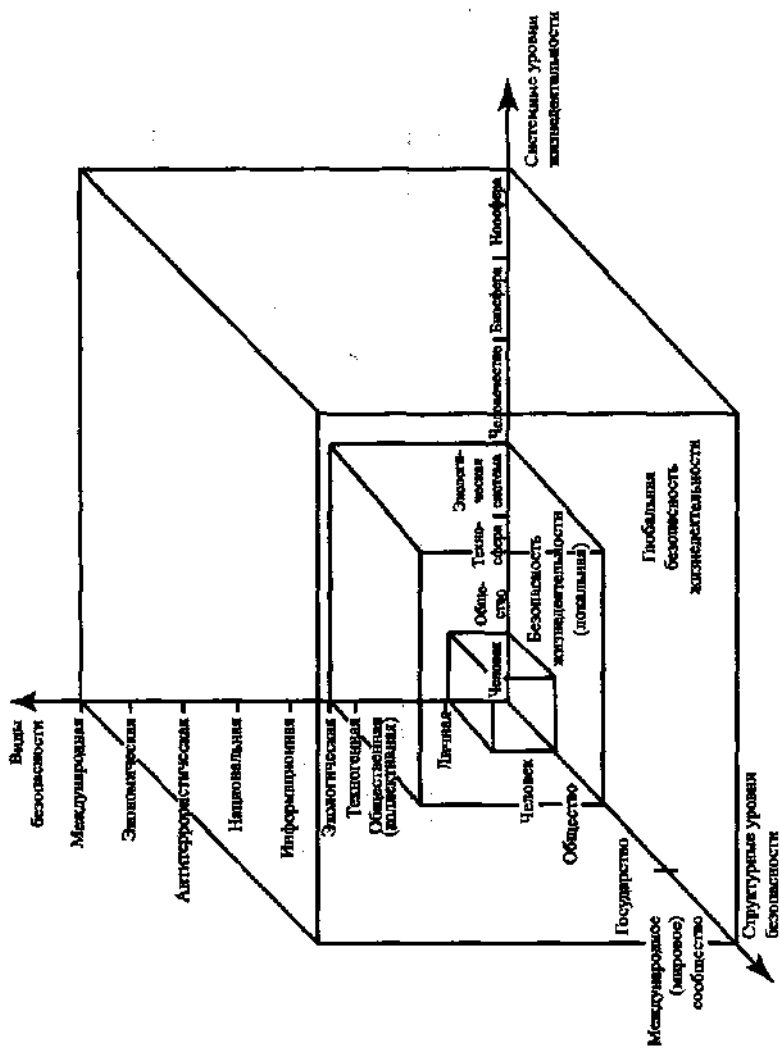 Виды
безопасности
Международная
Экономическая
Антитеррористическая
Национальная
Информационная
Экологическая
Техногенная
Общественная
(коллективная)
Личная
Человек
Обще-
ство
Техно-
сфера
Экологи-
ческая
система
Человечество
Биосфера
Ноосфера
Системные уровни
жизнедеятельности
Безопасность
жизнедеятельности
(локальная)
Глобальная
безопасность
жизнедеятельности
Человек
Общество
Государство
Международное
(мировое)
сообщество
Структурные уровни
безопасности